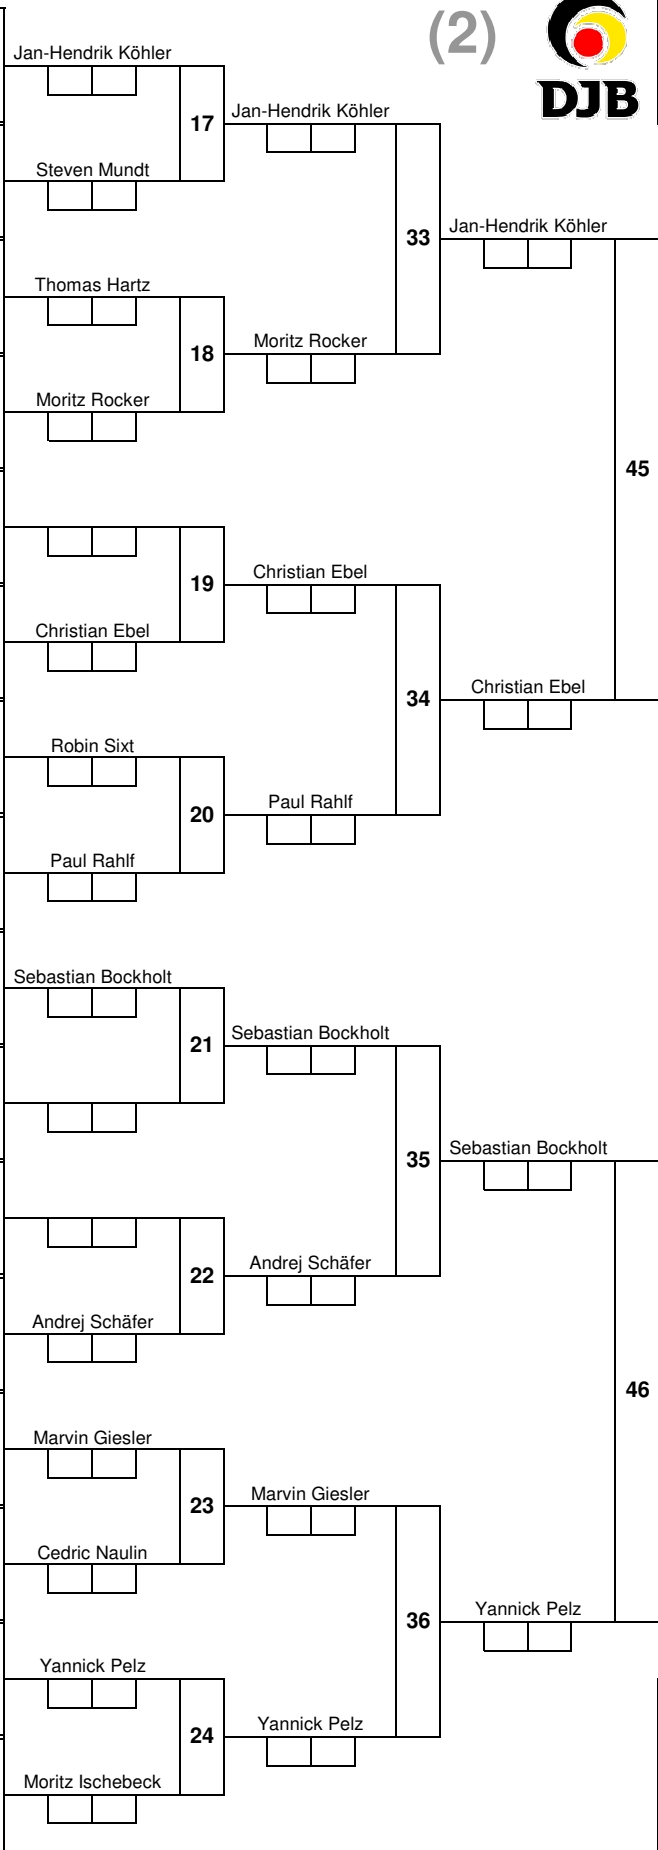 (2)
DJB
Jan-Hendrik Köhler
17
Jan-Hendrik Köhler
Steven Mundt
33
Jan-Hendrik Köhler
Thomas Hartz
18
Moritz Rocker
Moritz Rocker
45
19
Christian Ebel
Christian Ebel
34
Christian Ebel
Robin Sixt
20
Paul Rahlf
Paul Rahlf
Sebastian Bockholt
21
Sebastian Bockholt
35
Sebastian Bockholt
22
Andrej Schäfer
Andrej Schäfer
46
Marvin Giesler
23
Marvin Giesler
Cedric Naulin
36
Yannick Pelz
Yannick Pelz
24
Yannick Pelz
Moritz Ischebeck